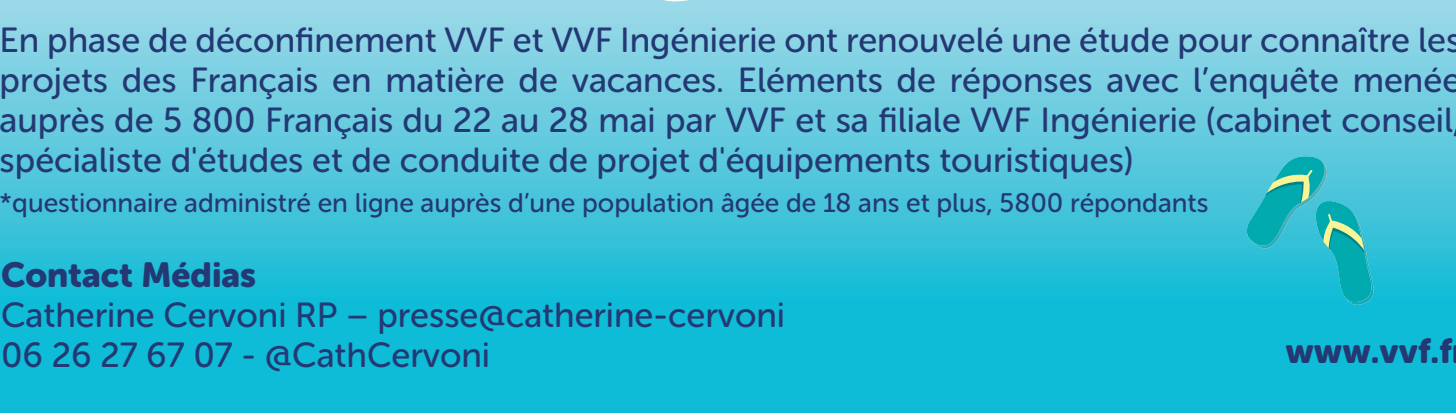 En phase de déconfinement VVF et VVF Ingénierie ont renouvelé une étude pour connaître les
projets des Français en matière de vacances. Eléments de réponses avec l’enquête menée
auprès de 5 800 Français du 22 au 28 mai par VVF et sa filiale VVF Ingénierie (cabinet conseil,
spécialiste d'études et de conduite de projet d'équipements touristiques)
*questionnaire administré en ligne auprès d’une population âgée de 18 ans et plus, 5800 répondants
Contact Médias
Catherine Cervoni RP – presse@catherine-cervoni
06 26 27 67 07 - @CathCervoni
www.vvf.fr